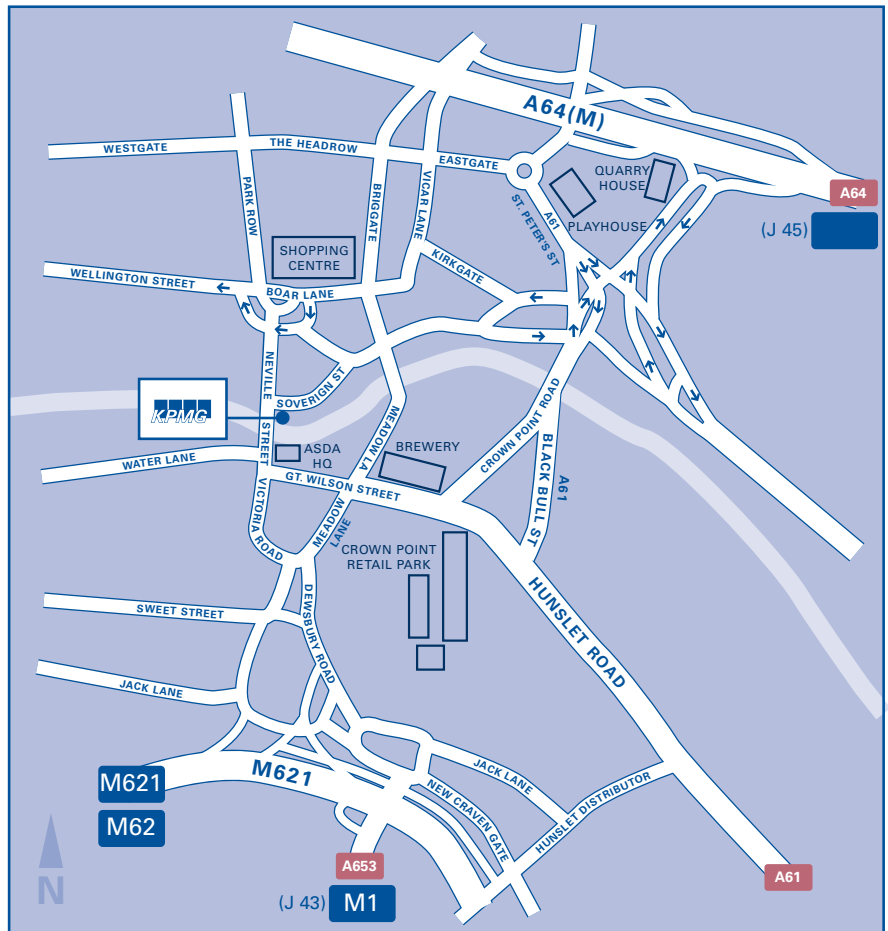 A64(M)
WESTGATE
THE HEADROW
EASTGATE
QUARRY
HOUSE
A64
PARK ROW
BRIGGATE
VICAR LANE
ST. PETER'S ST
A61
PLAYHOUSE
(J 45)
SHOPPING
CENTRE
KIRKGATE
WELLINGTON STREET
BOAR LANE
NEVILLE
STREET
SOVERIGN ST
KPMG
MEADOW LA
CROWN POINT ROAD
BREWERY
ASDA
HQ
WATER LANE
GT. WILSON STREET
BLACK BULL ST
A61
VICTORIA ROAD
MEADOW
LANE
CROWN POINT
RETAIL PARK
HUNSLET ROAD
SWEET STREET
DEWSBURY ROAD
JACK LANE
M621
M621
JACK LANE
M62
NEW CRAVEN GATE
HUNSLET DISTRIBUTOR
A653
A61
N
(J 43)
M1